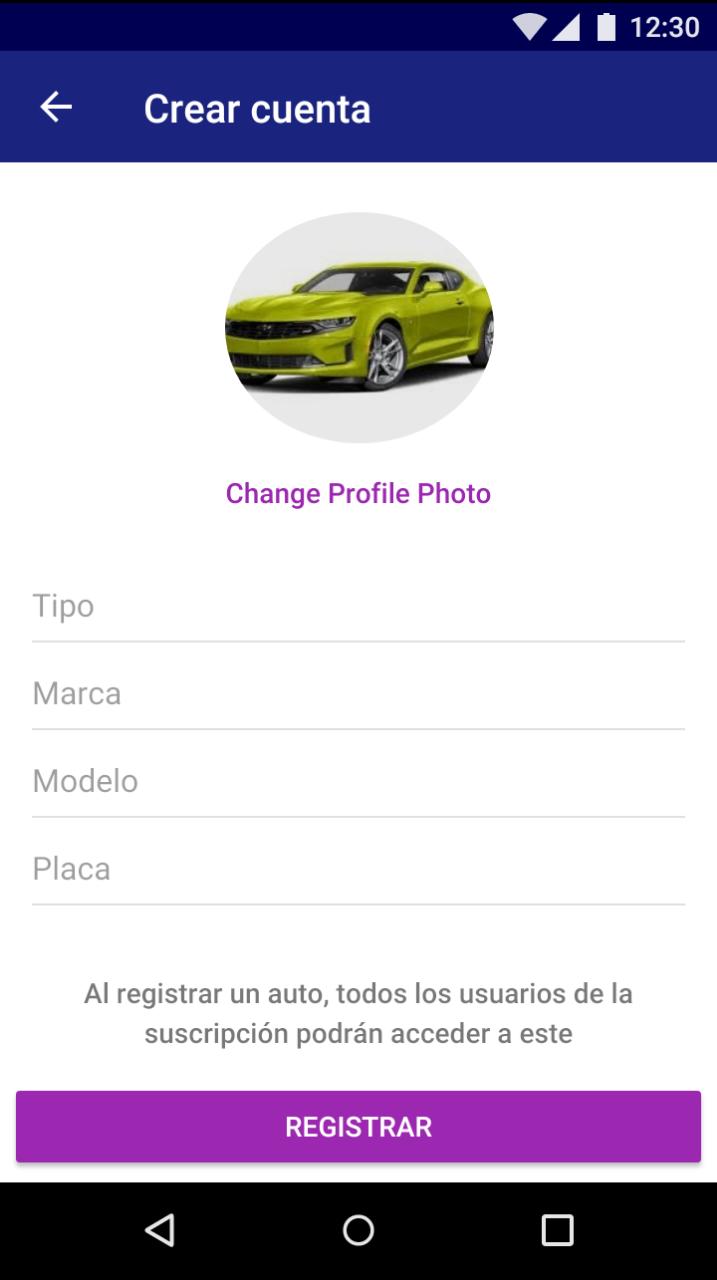 12:30
Crear cuenta
Change Profile Photo
Tipo
Marca
Modelo
Placa
Al registrar un auto, todos los usuarios de la
suscripción podrán acceder a este
REGISTRAR